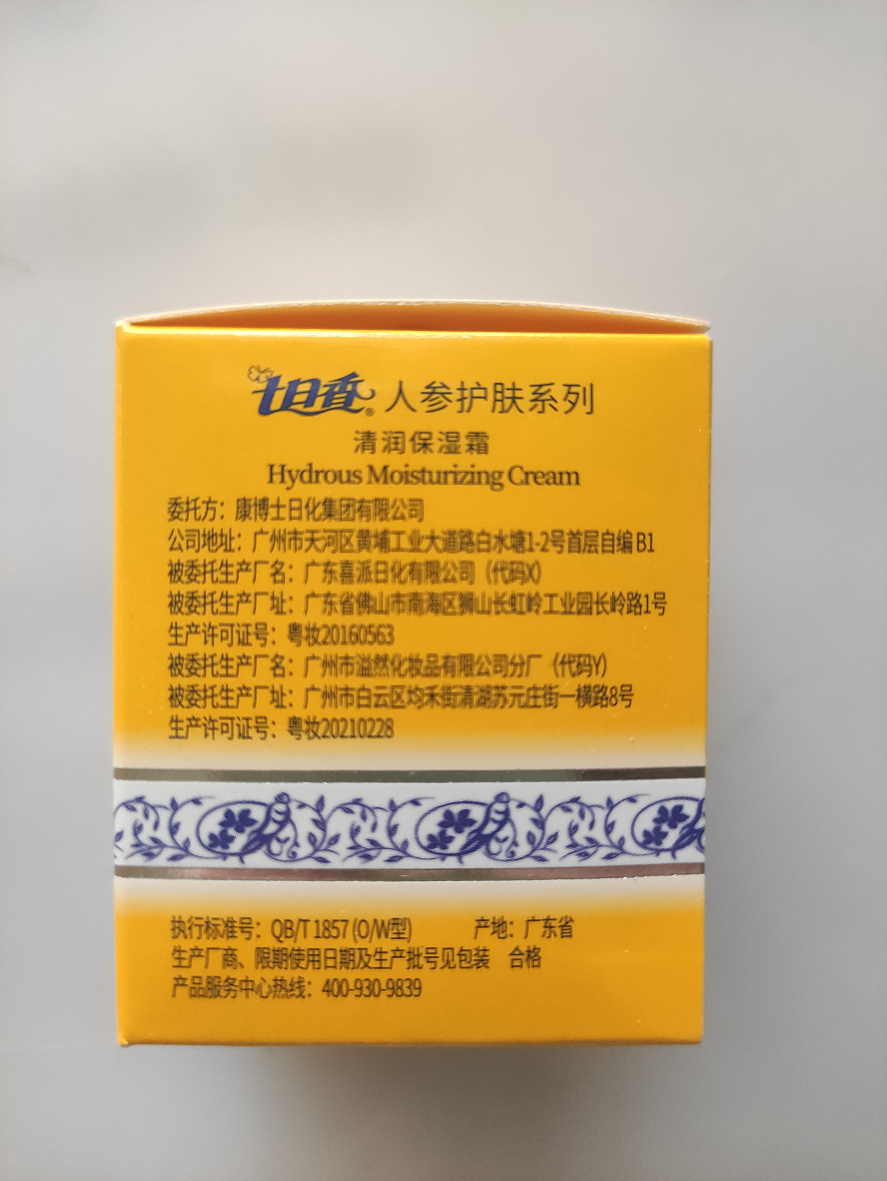 七日香® 人参护肤系列
清润保湿霜
Hydrous Moisturizing Cream
委托方：康博士日化集团有限公司
公司地址：广州市天河区黄埔工业大道路白水塘1-2号首层自编 B1
被委托生产厂名：广东喜派日化有限公司（代码X）
被委托生产厂址：广东省佛山市南海区狮山长虹岭工业园长岭路1号
生产许可证号：粤妆20160563
被委托生产厂名：广州市溢然化妆品有限公司分厂（代码Y）
被委托生产厂址：广州市白云区均禾街清湖苏元庄街一横路8号
生产许可证号：粤妆20210228
执行标准号：QB/T 1857 (O/W型) 产地：广东省
生产厂商、限期使用日期及生产批号见包装 合格
产品服务中心热线：400-930-9839